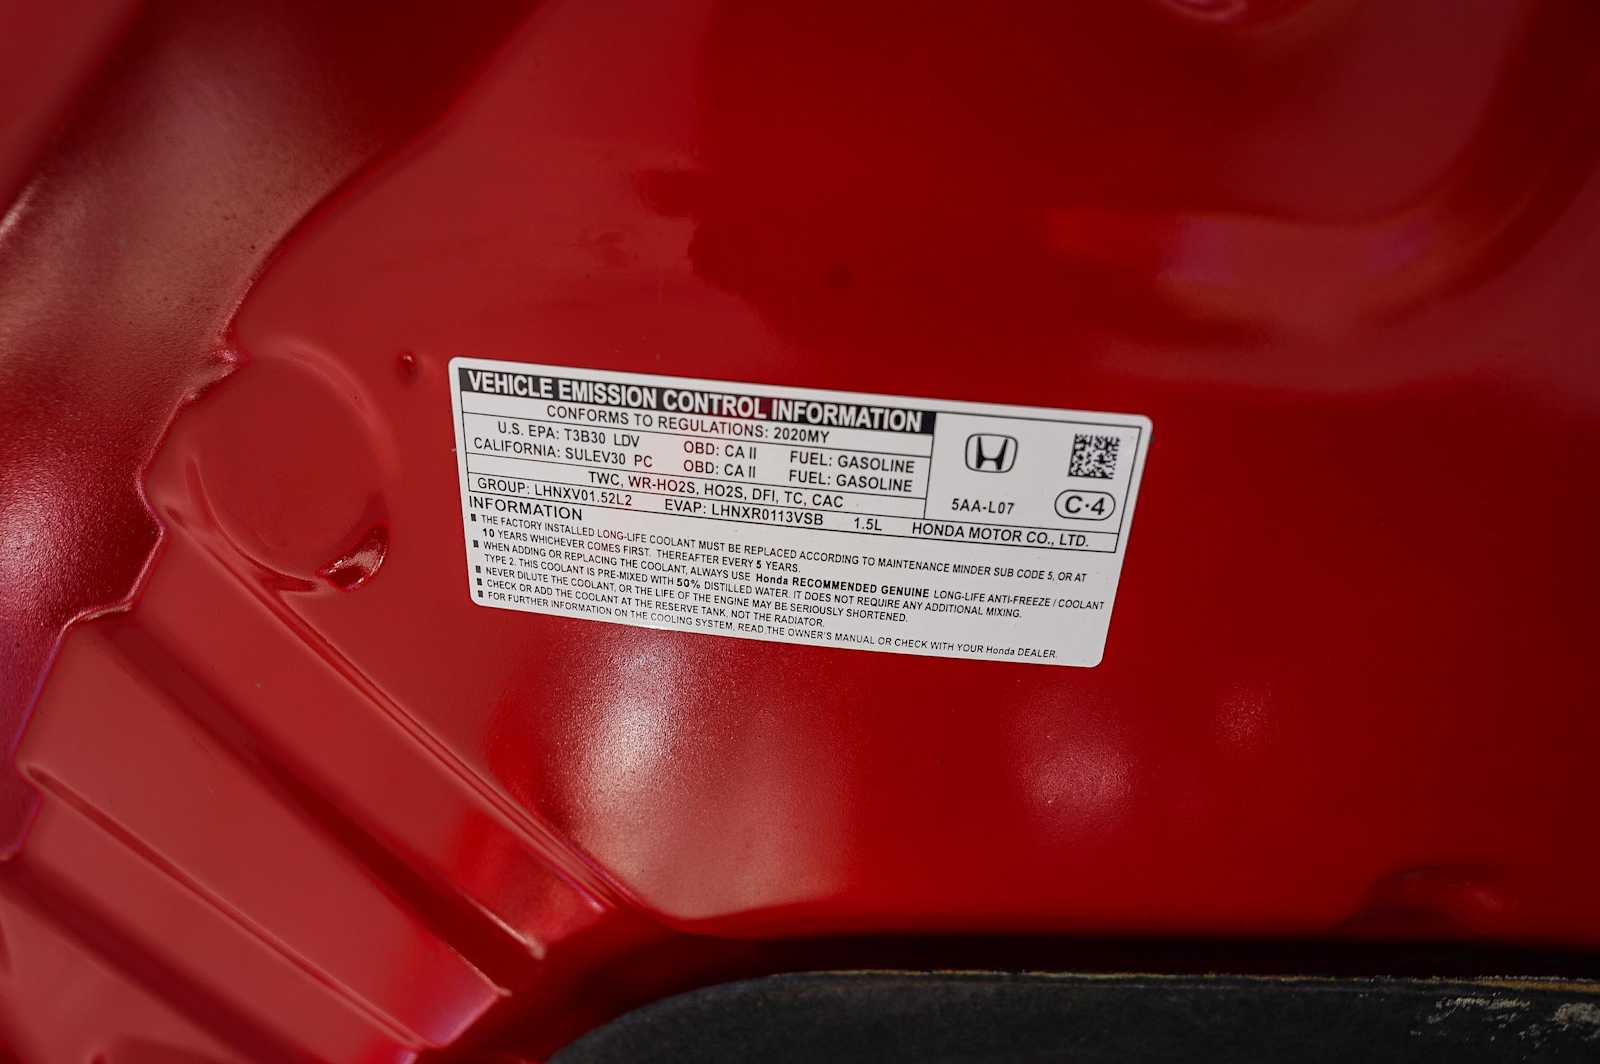 VEHICLE EMISSION CONTROL INFORMATION
CONFORMS TO REGULATIONS: 2020MY
U.S. EPA: T3B30 LDV OBD: CA II FUEL: GASOLINE
CALIFORNIA: SULEV30 PC OBD: CA II FUEL: GASOLINE
TWC, WR-HO2S, HO2S, DFI, TC, CAC
5AA-L07
C·4
GROUP: LHNXV01.52L2 EVAP: LHNXR0113VSB 1.5L HONDA MOTOR CO., LTD.
INFORMATION
THE FACTORY INSTALLED LONG-LIFE COOLANT MUST BE REPLACED ACCORDING TO MAINTENANCE MINDER SUB CODE 5, OR AT
10 YEARS WHICHEVER COMES FIRST. THEREAFTER EVERY 5 YEARS.
WHEN ADDING OR REPLACING THE COOLANT, ALWAYS USE Honda RECOMMENDED GENUINE LONG-LIFE ANTI-FREEZE / COOLANT
TYPE 2. THIS COOLANT IS PRE-MIXED WITH 50% DISTILLED WATER. IT DOES NOT REQUIRE ANY ADDITIONAL MIXING.
NEVER DILUTE THE COOLANT, OR THE LIFE OF THE ENGINE MAY BE SERIOUSLY SHORTENED.
CHECK OR ADD THE COOLANT AT THE RESERVE TANK, NOT THE RADIATOR.
FOR FURTHER INFORMATION ON THE COOLING SYSTEM, READ THE OWNER'S MANUAL OR CHECK WITH YOUR Honda DEALER.